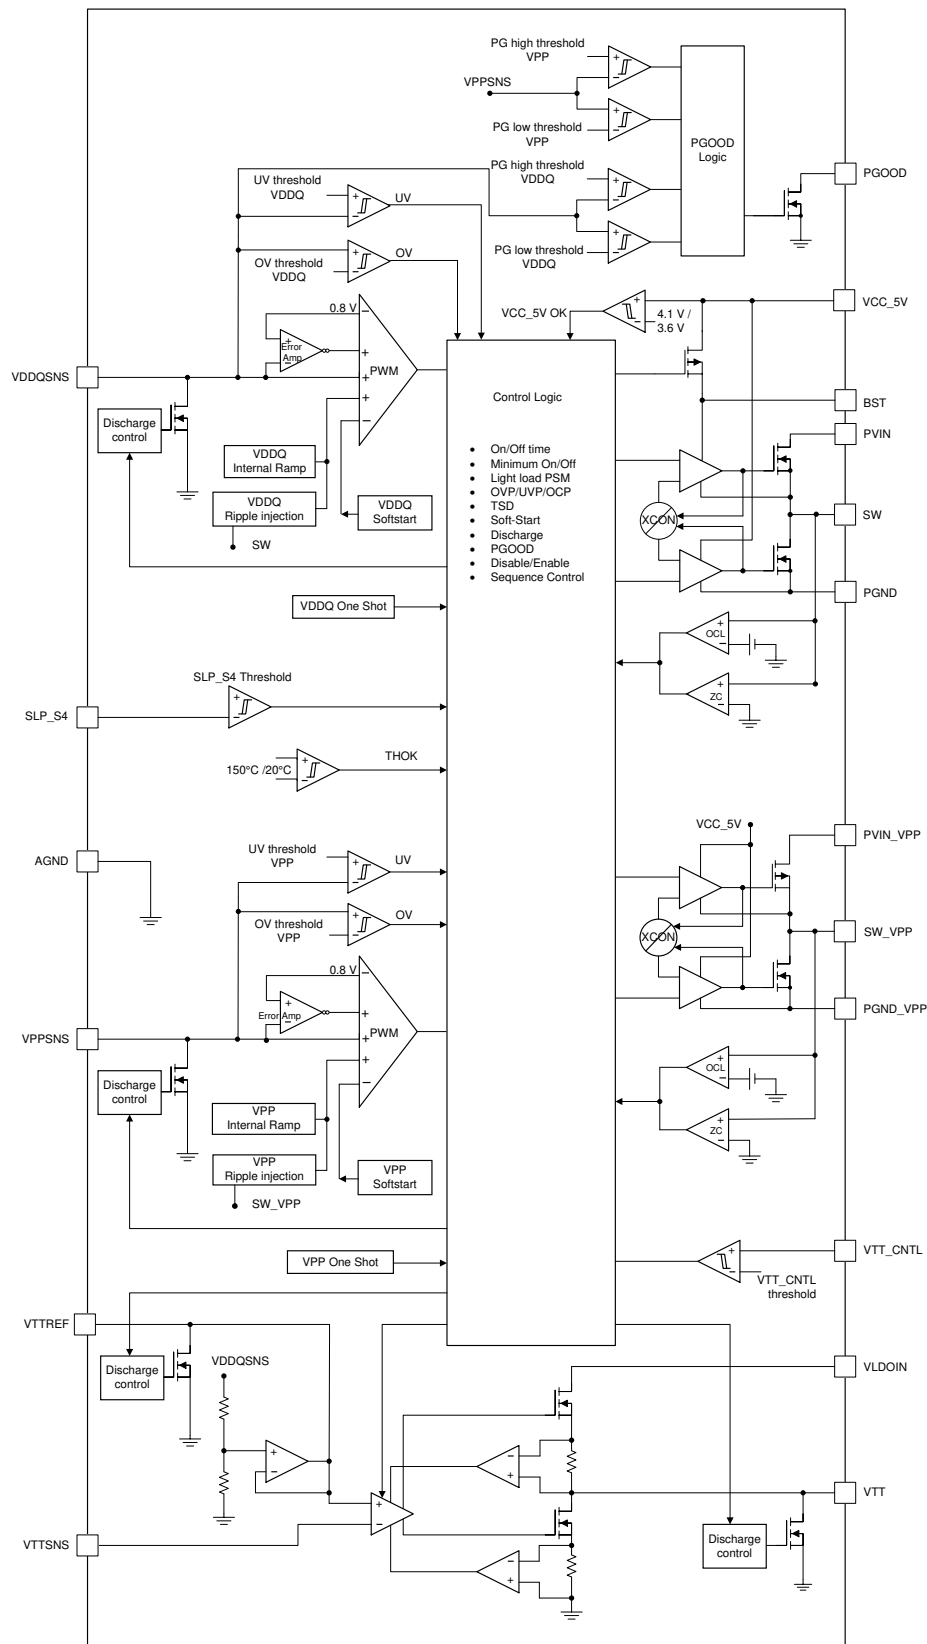 PG high threshold
VPP
VPPSNS
PG low threshold
VPP
PGOOD
Logic
PG high threshold
VDDQ
PG low threshold
VDDQ
PGOOD
UV threshold
VDDQ
+
−
UV
OV threshold
VDDQ
+
−
OV
+
−
+
−
+
−
+
−
VCC_5V OK
+
−
4.1 V /
3.6 V
VCC_5V
0.8 V
Error
Amp
+
−
−
+
+
+
−
PWM
VDDQSNS
Discharge
control
VDDQ
Internal Ramp
VDDQ
Ripple injection
SW
VDDQ
Softstart
Control Logic
• On/Off time
• Minimum On/Off
• Light load PSM
• OVP/UVP/OCP
• TSD
• Soft-Start
• Discharge
• PGOOD
• Disable/Enable
• Sequence Control
BST
PVIN
XCON
SW
PGND
VDDQ One Shot
+
OCL
−
+
ZC
−
SLP_S4 Threshold
+
−
SLP_S4
150°C /20°C
+
−
THOK
AGND
UV threshold
VPP
+
−
UV
OV threshold
VPP
+
−
OV
VCC_5V
PVIN_VPP
XCON
SW_VPP
PGND_VPP
0.8 V
Error Amp
+
−
−
+
+
+
−
PWM
VPPSNS
Discharge
control
VPP
Internal Ramp
VPP
Ripple injection
SW_VPP
VPP
Softstart
+
OCL
−
+
ZC
−
VPP One Shot
+
−
VTT_CNTL
VTT_CNTL
threshold
VTTREF
Discharge
control
VDDQSNS
+
−
VLDOIN
−
+
+
−
VTT
VTTSNS
−
+
Discharge
control